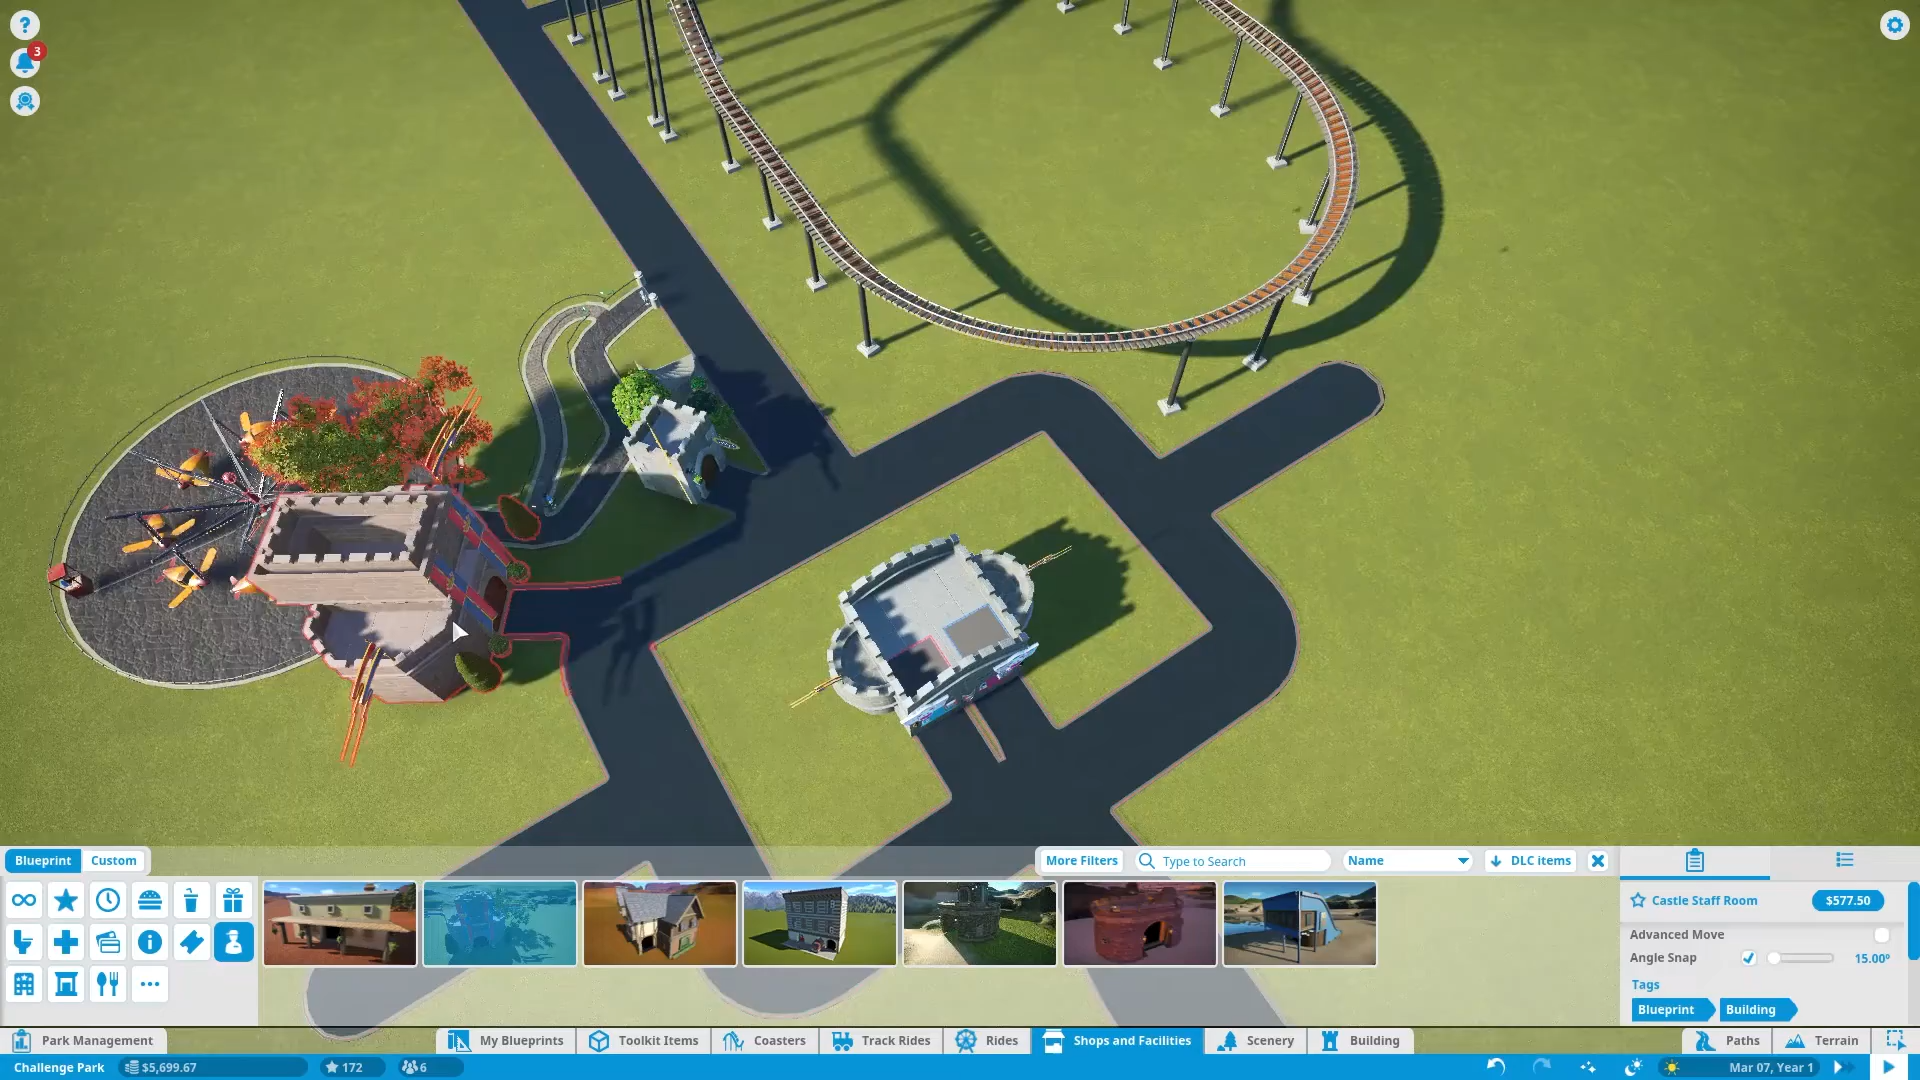 ?
3
Blueprint Custom
More Filters Type to Search Name DLC items
Castle Staff Room $577.50
Advanced Move
Angle Snap 15.00°
Tags
Blueprint Building
Park Management My Blueprints Toolkit Items Coasters Track Rides Rides Shops and Facilities Scenery Building Paths Terrain
Challenge Park $5,699.67 172 6 Mar 07, Year 1